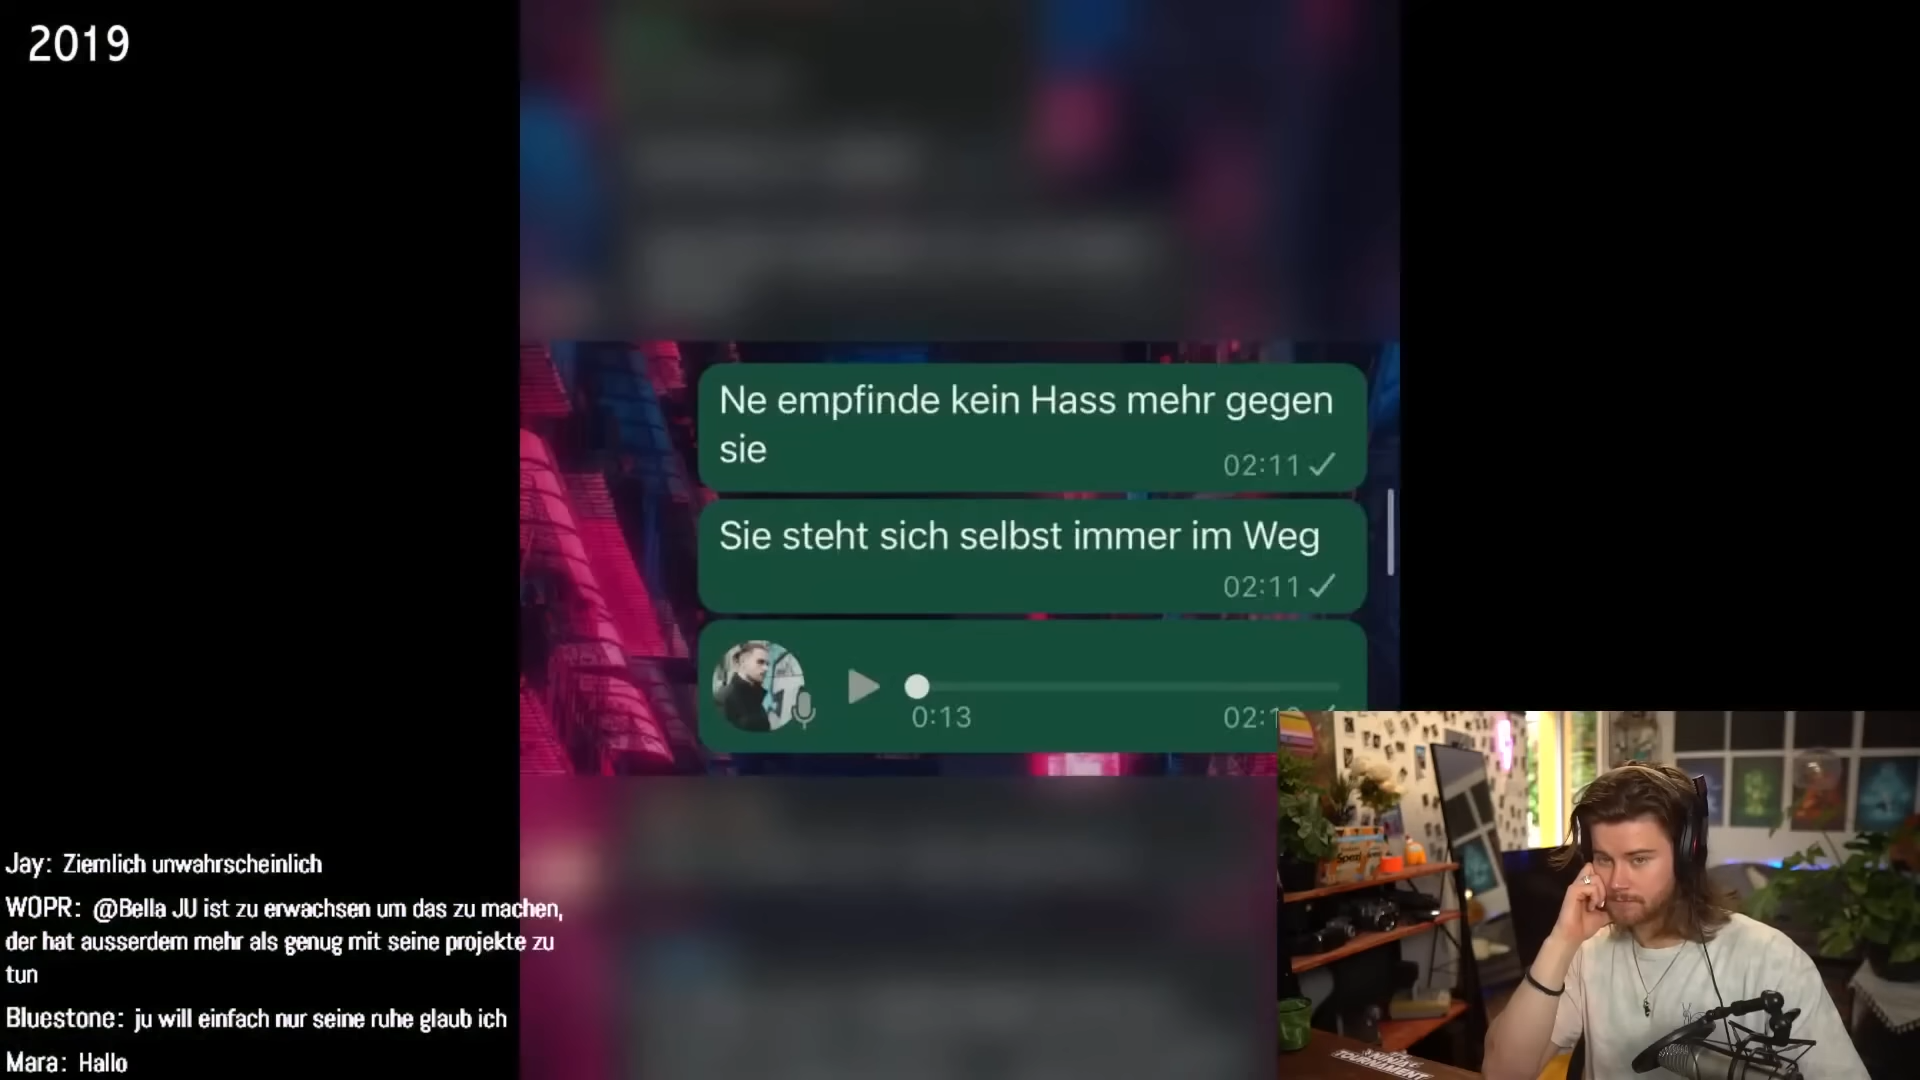 2019
Ne empfinde kein Hass mehr gegen
sie
02:11
Sie steht sich selbst immer im Weg
02:11
0:13
Jay: Ziemlich unwahrscheinlich
WOPR: @Bella JU ist zu erwachsen um das zu machen,
der hat ausserdem mehr als genug mit seine projekte zu
tun
Bluestone: ju will einfach nur seine ruhe glaub ich
Mara: Hallo
TOURNAMENT